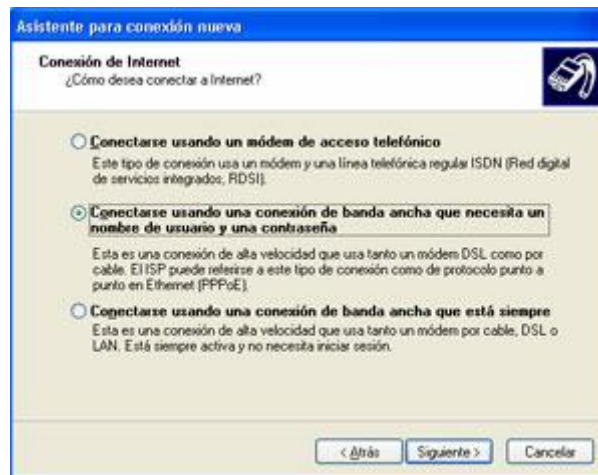 Asistente para conexión nueva
Conexión de Internet
¿Cómo desea conectar a Internet?
Conectarse usando un módem de acceso telefónico
Este tipo de conexión usa un módem y una línea telefónica regular ISDN (Red digital
de servicios integrados, RDSI).
Conectarse usando una conexión de banda ancha que necesita un
nombre de usuario y una contraseña
Esta es una conexión de alta velocidad que usa tanto un módem DSL como por
cable. El ISP puede referirse a este tipo de conexión como de protocolo punto a
punto en Ethernet (PPPoE).
Conectarse usando una conexión de banda ancha que está siempre
Esta es una conexión de alta velocidad que usa tanto un módem por cable, DSL o
LAN. Está siempre activa y no necesita iniciar sesión.
< Atrás Siguiente > Cancelar